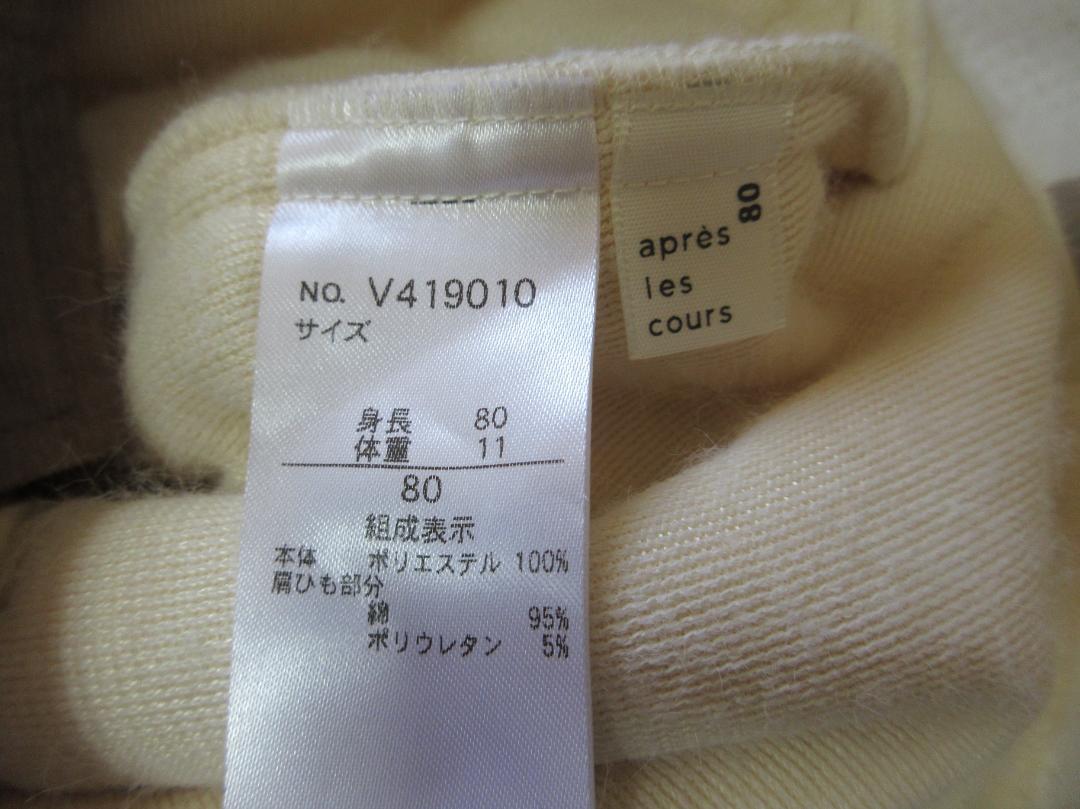 NO. V419010
サイズ
身長 80
体重 11
80
組成表示
本体 ポリエステル 100%
肩ひも部分
綿 95%
ポリウレタン 5%
80
après
les
cours